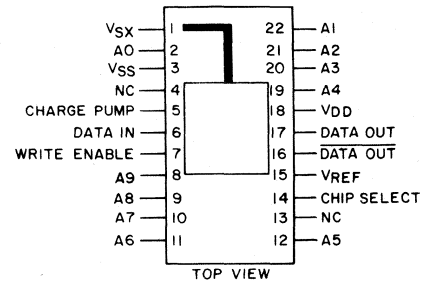 VSX 1 22 A1
A0 2 21 A2
VSS 3 20 A3
NC 4 19 A4
CHARGE PUMP 5 18 VDD
DATA IN 6 17 DATA OUT
WRITE ENABLE 7 16 DATA OUT
A9 8 15 VREF
A8 9 14 CHIP SELECT
A7 10 13 NC
A6 11 12 A5
TOP VIEW